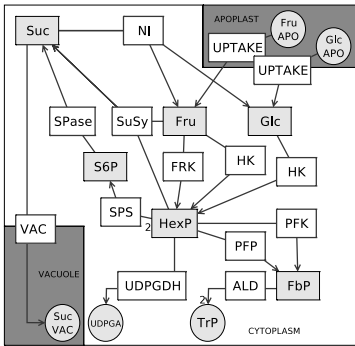 Suc
NI
APOPLAST
Fru
APO
UPTAKE
Glc
APO
UPTAKE
SPase
SuSy
Fru
Glc
S6P
FRK
HK
HK
SPS
2
HexP
PFK
VAC
PFP
VACUOLE
UDPGDH
ALD
FbP
2
Suc
VAC
UDPGA
TrP
CYTOPLASM